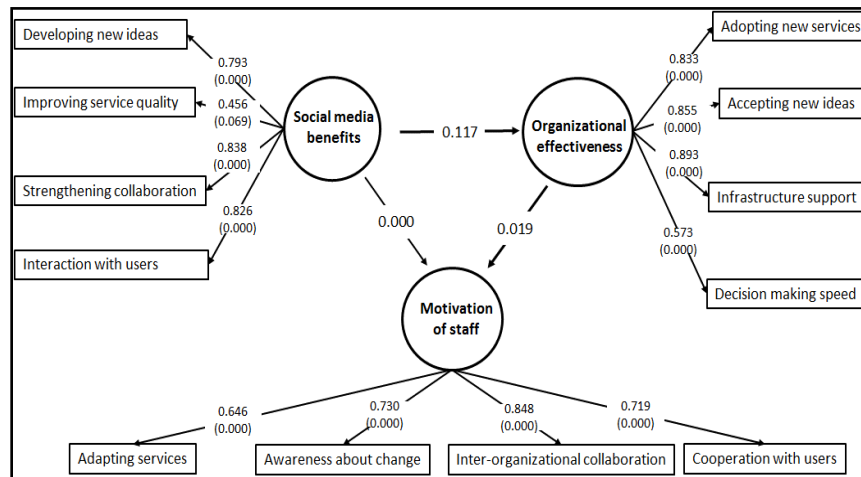 Developing new ideas
0.793
(0.000)
Improving service quality
0.456
(0.069)
0.838
(0.000)
Strengthening collaboration
0.826
(0.000)
Interaction with users
Social media
benefits
0.117
Organizational
effectiveness
Adopting new services
0.833
(0.000)
Accepting new ideas
0.855
(0.000)
0.893
(0.000)
Infrastructure support
0.573
(0.000)
Decision making speed
0.000
0.019
Motivation
of staff
0.646
(0.000)
0.730
(0.000)
0.848
(0.000)
0.719
(0.000)
Adapting services
Awareness about change
Inter-organizational collaboration
Cooperation with users